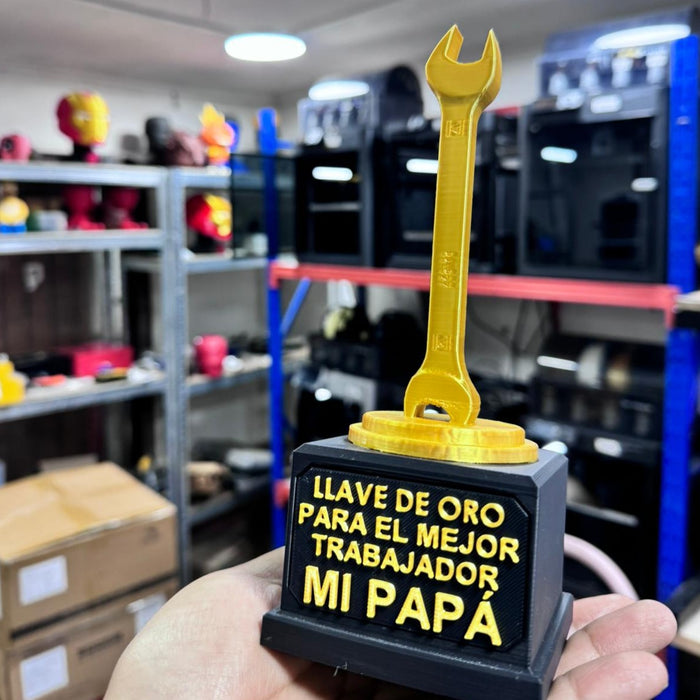 LLAVE DE ORO
PARA EL MEJOR
TRABAJADOR
MI PAPÁ